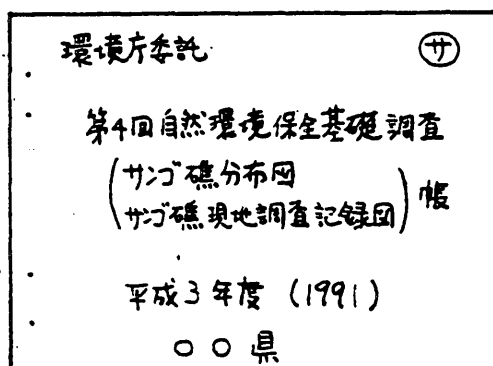 環境庁委託 サ
第4回自然環境保全基礎調査
(サンゴ礁分布図
サンゴ礁現地調査記録図) 帳
平成3年度 (1991)
○○県